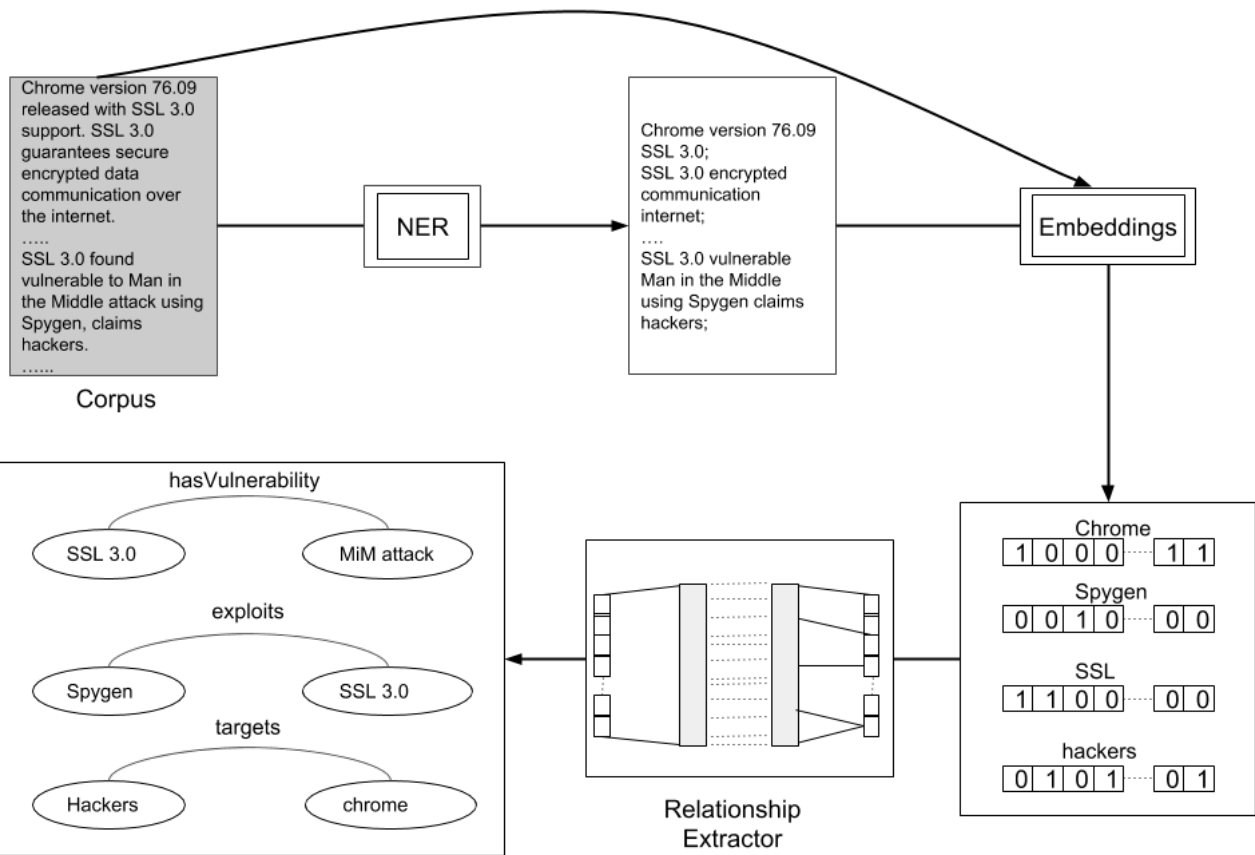 Chrome version 76.09
released with SSL 3.0
support. SSL 3.0
guarantees secure
encrypted data
communication over
the internet.
.....
SSL 3.0 found
vulnerable to Man in
the Middle attack using
Spygen, claims
hackers.
......
Corpus
NER
Chrome version 76.09
SSL 3.0;
SSL 3.0 encrypted
communication
internet;
....
SSL 3.0 vulnerable
Man in the Middle
using Spygen claims
hackers;
Embeddings
hasVulnerability
SSL 3.0
MiM attack
exploits
Spygen
SSL 3.0
targets
Hackers
chrome
Relationship
Extractor
Chrome
1 0 0 0 1 1
Spygen
0 0 1 0 0 0
SSL
1 1 0 0 0 0
hackers
0 1 0 1 0 1